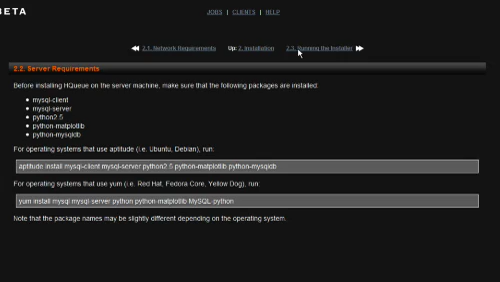 BETA
JOBS | CLIENTS | HELP
2.1. Network Requirements Up: 2. Installation 2.3. Running the Installer
2.2. Server Requirements
Before installing HQueue on the server machine, make sure that the following packages are installed:
mysql-client
mysql-server
python2.5
python-matplotlib
python-mysqldb
For operating systems that use aptitude (i.e. Ubuntu, Debian), run:
aptitude install mysql-client mysql-server python2.5 python-matplotlib python-mysqldb
For operating systems that use yum (i.e. Red Hat, Fedora Core, Yellow Dog), run:
yum install mysql mysql-server python python-matplotlib MySQL-python
Note that the package names may be slightly different depending on the operating system.